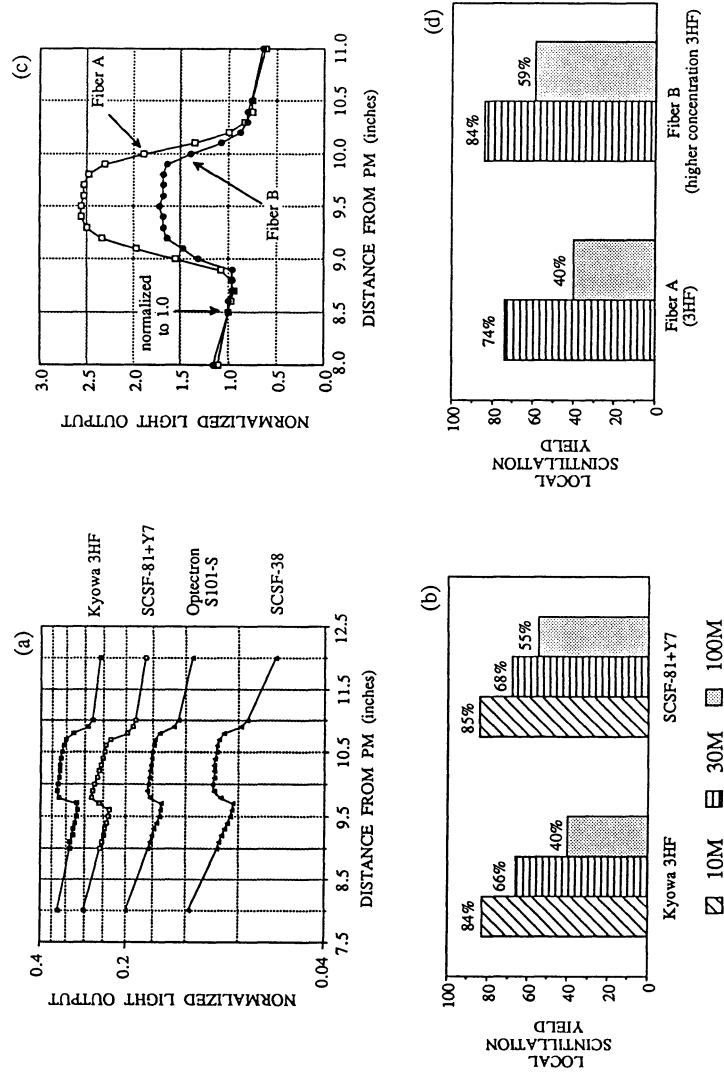 (a)
NORMALIZED LIGHT OUTPUT
0.4
0.2
0.04
7.5 8.5 9.5 10.5 11.5 12.5
DISTANCE FROM PM (inches)
Kyowa 3HF
SCSF-81+Y7
Optectron
S101-S
SCSF-38
(c)
NORMALIZED LIGHT OUTPUT
3.0
2.5
2.0
1.5
1.0
0.5
0.0
8.0 8.5 9.0 9.5 10.0 10.5 11.0
DISTANCE FROM PM (inches)
normalized
to 1.0
Fiber A
Fiber B
(b)
LOCAL
SCINTILLATION
YIELD
100
80
60
40
20
0
84%
66%
40%
85%
68%
55%
Kyowa 3HF
SCSF-81+Y7
10M 30M 100M
(d)
LOCAL
SCINTILLATION
YIELD
100
80
60
40
20
0
74%
40%
84%
59%
Fiber A
(3HF)
Fiber B
(higher concentration 3HF)